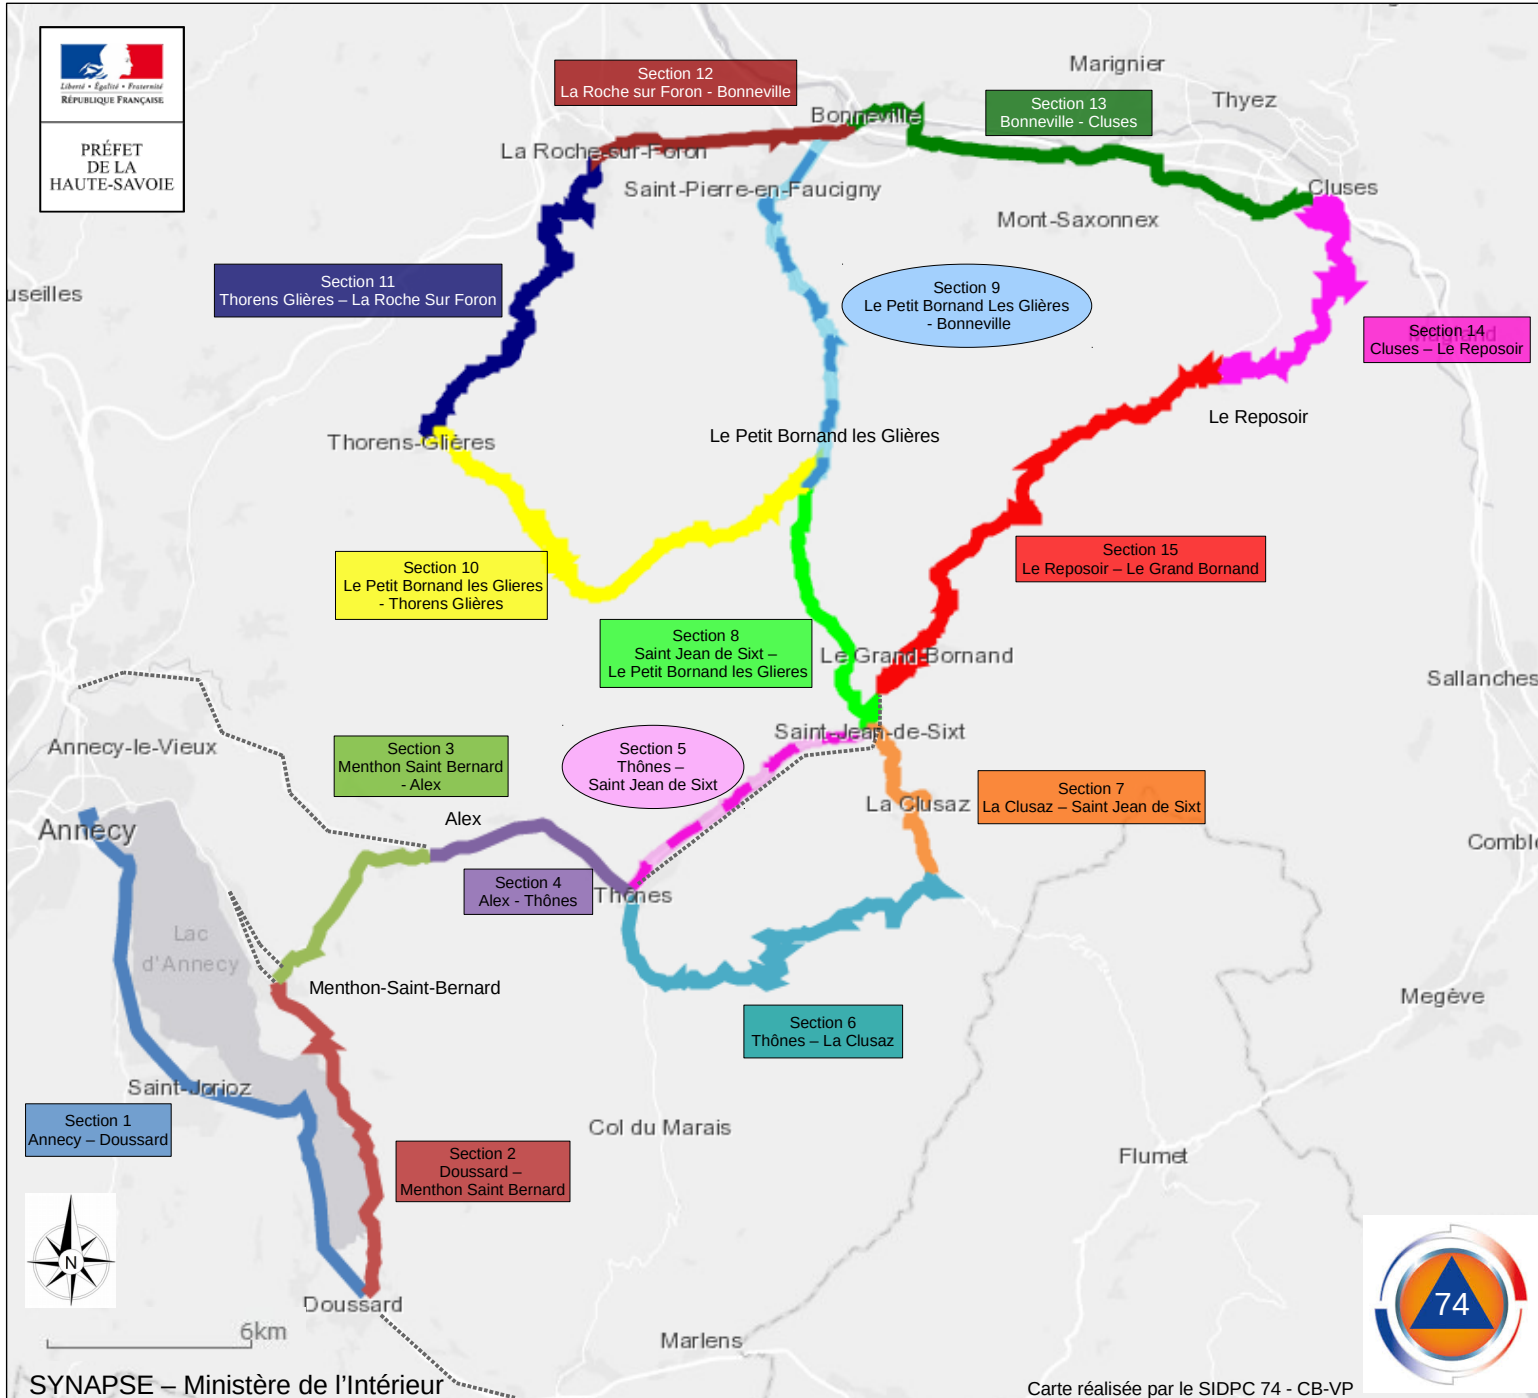 Liberté • Égalité • Fraternité
RÉPUBLIQUE FRANÇAISE
PRÉFET
DE LA
HAUTE-SAVOIE
Section 12
La Roche sur Foron - Bonneville
Marignier
Thyez
Section 13
Bonneville - Cluses
Bonneville
La Roche-sur-Foron
Saint-Pierre-en-Faucigny
Cluses
Mont-Saxonnex
Section 11
Thorens Glières – La Roche Sur Foron
useilles
Section 9
Le Petit Bornand Les Glières
- Bonneville
Section 14
Cluses – Le Reposoir
Magland
Le Reposoir
Le Petit Bornand les Glières
Thorens-Glières
Section 10
Le Petit Bornand les Glieres
- Thorens Glières
Section 15
Le Reposoir – Le Grand Bornand
Section 8
Saint Jean de Sixt –
Le Petit Bornand les Glieres
Le Grand-Bornand
Sallanches
Saint-Jean-de-Sixt
Annecy-le-Vieux
Section 3
Menthon Saint Bernard
- Alex
Section 5
Thônes –
Saint Jean de Sixt
Section 7
La Clusaz – Saint Jean de Sixt
La Clusaz
Alex
Annecy
Comblo
Section 4
Alex - Thônes
Thônes
Lac
d'Annecy
Menthon-Saint-Bernard
Megève
Section 6
Thônes – La Clusaz
Saint-Jorioz
Section 1
Annecy – Doussard
Col du Marais
Section 2
Doussard –
Menthon Saint Bernard
Flumet
N
74
Doussard
6km
Marlens
SYNAPSE – Ministère de l'Intérieur
Carte réalisée par le SIDPC 74 - CB-VP